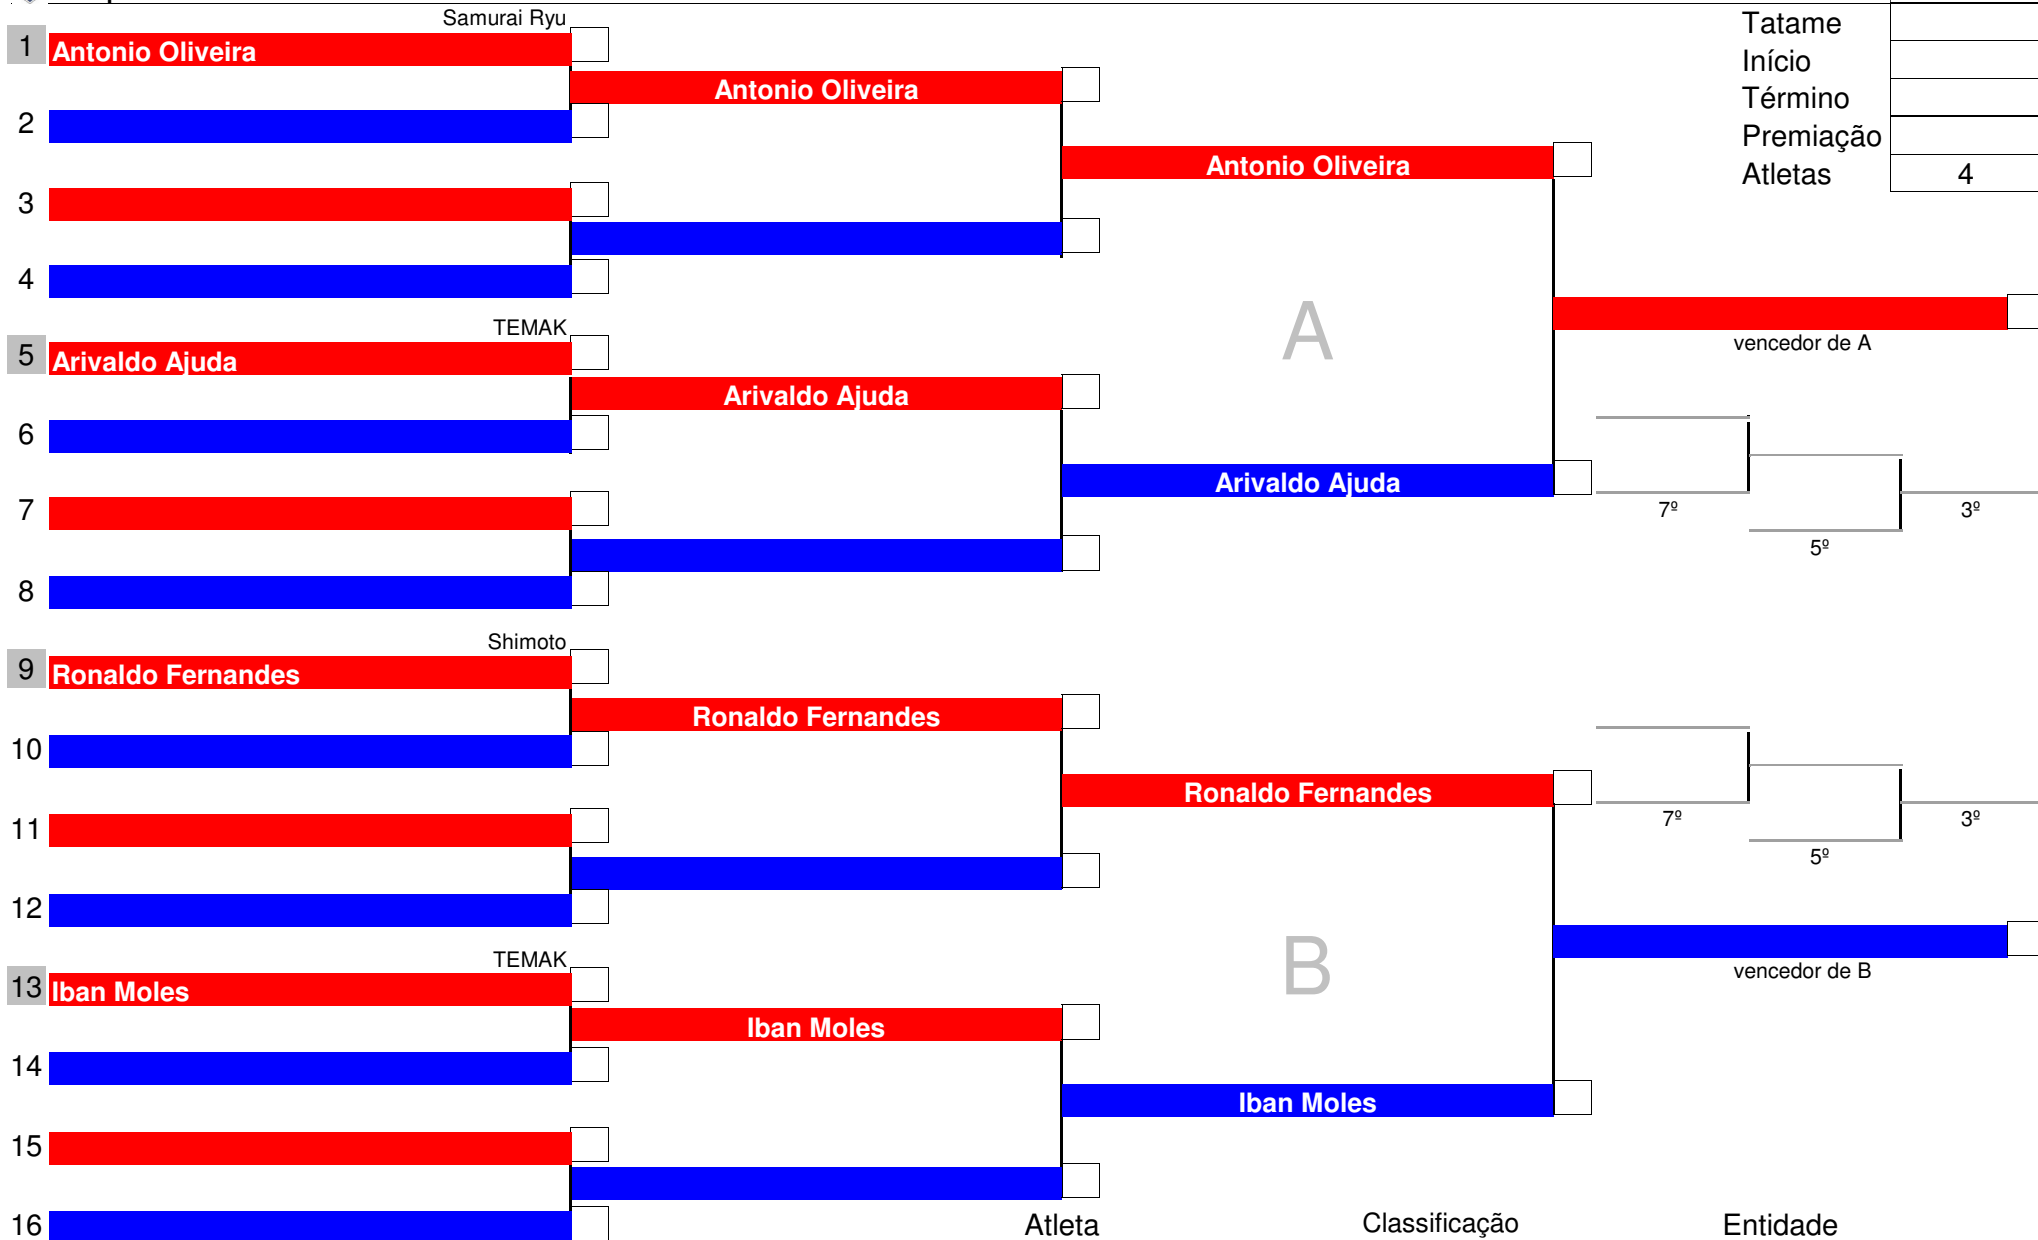 Samurai Ryu
Tatame
1 Antonio Oliveira
Início
Antonio Oliveira
Término
2
Premiação
Antonio Oliveira
Atletas 4
3
4
TEMAK
A
vencedor de A
5 Arivaldo Ajuda
Arivaldo Ajuda
6
Arivaldo Ajuda
7
7º 3º
5º
8
Shimoto
9 Ronaldo Fernandes
Ronaldo Fernandes
10
Ronaldo Fernandes
7º 3º
11
5º
12
TEMAK
B
vencedor de B
13 Iban Moles
Iban Moles
14
Iban Moles
15
16
Atleta Classificação Entidade